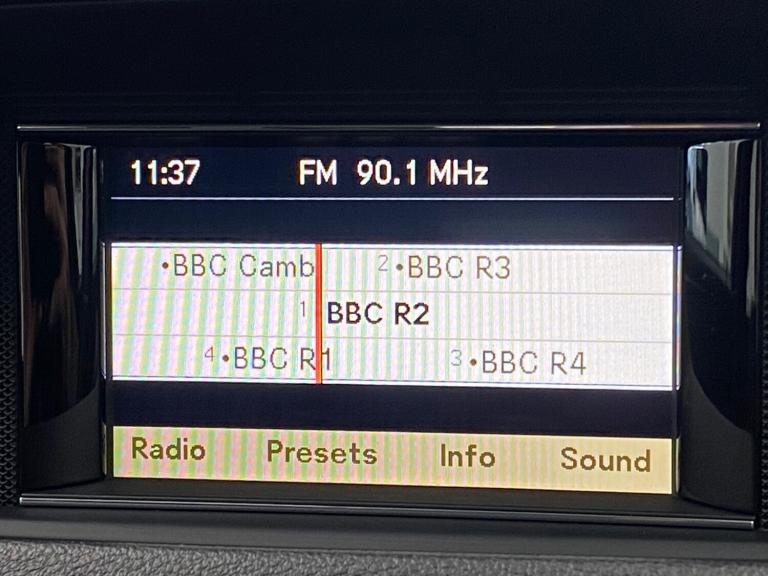 11:37 FM 90.1 MHz
•BBC Camb 2 •BBC R3
1 BBC R2
4 •BBC R1 3 •BBC R4
Radio Presets Info Sound